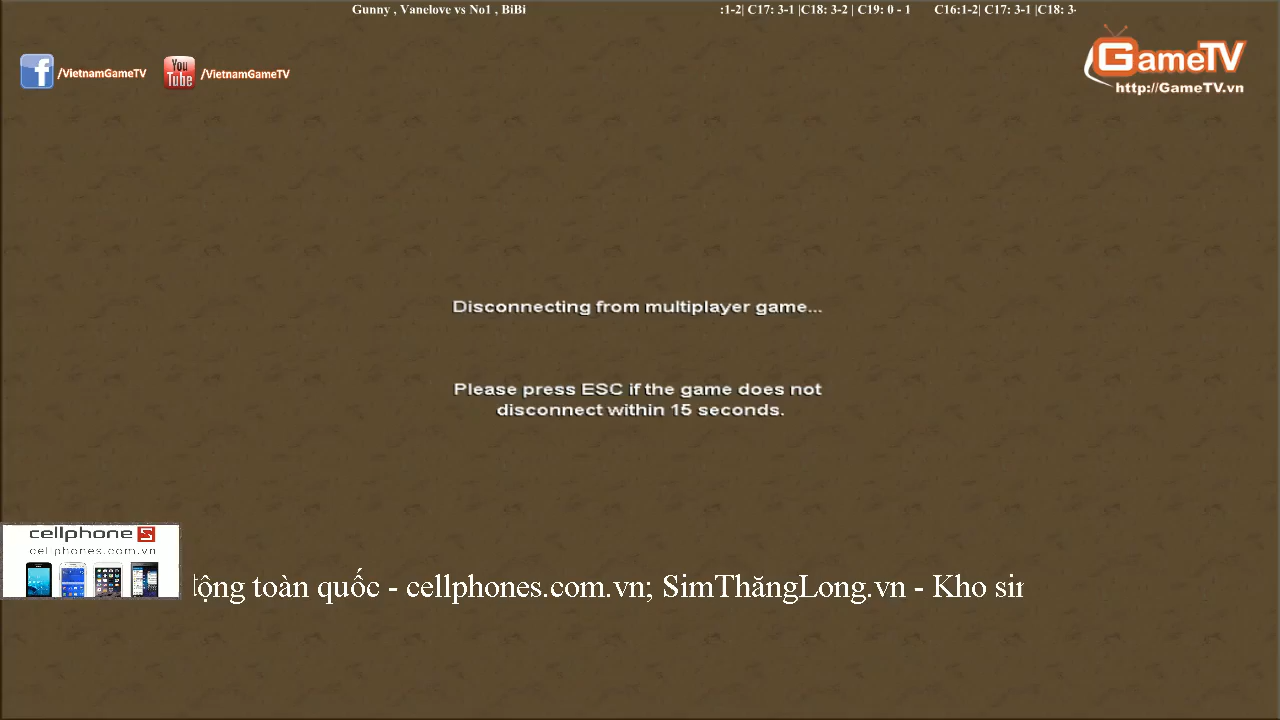 Gunny , Vanelove vs No1 , BiBi
:1-2| C17: 3-1 |C18: 3-2 | C19: 0 - 1 C16:1-2| C17: 3-1 |C18: 3-
/VietnamGameTV
You
Tube
/VietnamGameTV
GameTV
http://GameTV.vn
Disconnecting from multiplayer game...
Please press ESC if the game does not
disconnect within 15 seconds.
cellphone S
cellphones.com.vn
động toàn quốc - cellphones.com.vn; SimThăngLong.vn - Kho sim